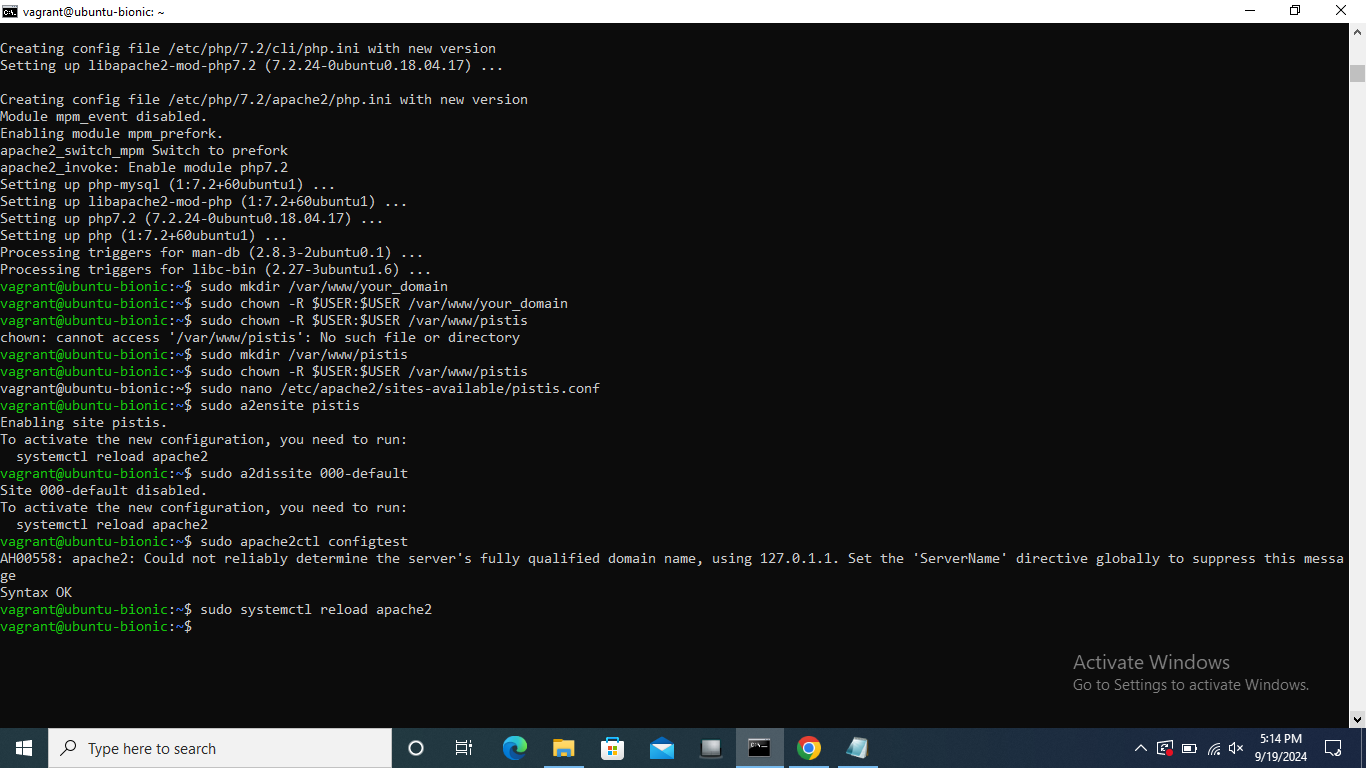 vagrant@ubuntu-bionic: ~
Creating config file /etc/php/7.2/cli/php.ini with new version
Setting up libapache2-mod-php7.2 (7.2.24-0ubuntu0.18.04.17) ...
Creating config file /etc/php/7.2/apache2/php.ini with new version
Module mpm_event disabled.
Enabling module mpm_prefork.
apache2_switch_mpm Switch to prefork
apache2_invoke: Enable module php7.2
Setting up php-mysql (1:7.2+60ubuntu1) ...
Setting up libapache2-mod-php (1:7.2+60ubuntu1) ...
Setting up php7.2 (7.2.24-0ubuntu0.18.04.17) ...
Setting up php (1:7.2+60ubuntu1) ...
Processing triggers for man-db (2.8.3-2ubuntu0.1) ...
Processing triggers for libc-bin (2.27-3ubuntu1.6) ...
vagrant@ubuntu-bionic:~$ sudo mkdir /var/www/your_domain
vagrant@ubuntu-bionic:~$ sudo chown -R $USER:$USER /var/www/your_domain
vagrant@ubuntu-bionic:~$ sudo chown -R $USER:$USER /var/www/pistis
chown: cannot access '/var/www/pistis': No such file or directory
vagrant@ubuntu-bionic:~$ sudo mkdir /var/www/pistis
vagrant@ubuntu-bionic:~$ sudo chown -R $USER:$USER /var/www/pistis
vagrant@ubuntu-bionic:~$ sudo nano /etc/apache2/sites-available/pistis.conf
vagrant@ubuntu-bionic:~$ sudo a2ensite pistis
Enabling site pistis.
To activate the new configuration, you need to run:
  systemctl reload apache2
vagrant@ubuntu-bionic:~$ sudo a2dissite 000-default
Site 000-default disabled.
To activate the new configuration, you need to run:
  systemctl reload apache2
vagrant@ubuntu-bionic:~$ sudo apache2ctl configtest
AH00558: apache2: Could not reliably determine the server's fully qualified domain name, using 127.0.1.1. Set the 'ServerName' directive globally to suppress this messa
ge
Syntax OK
vagrant@ubuntu-bionic:~$ sudo systemctl reload apache2
vagrant@ubuntu-bionic:~$
Activate Windows
Go to Settings to activate Windows.
Type here to search
5:14 PM
9/19/2024